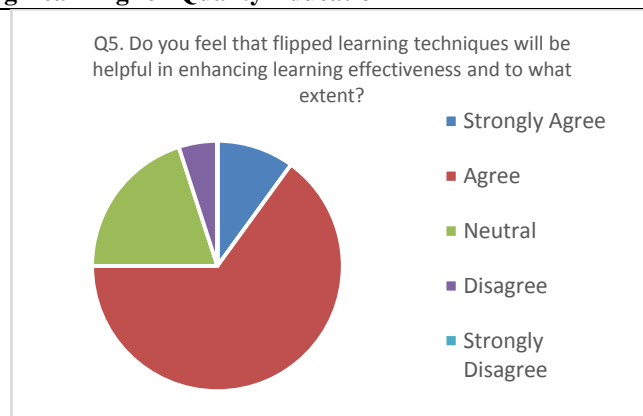 Q5. Do you feel that flipped learning techniques will be
helpful in enhancing learning effectiveness and to what
extent?
Strongly Agree
Agree
Neutral
Disagree
Strongly
Disagree